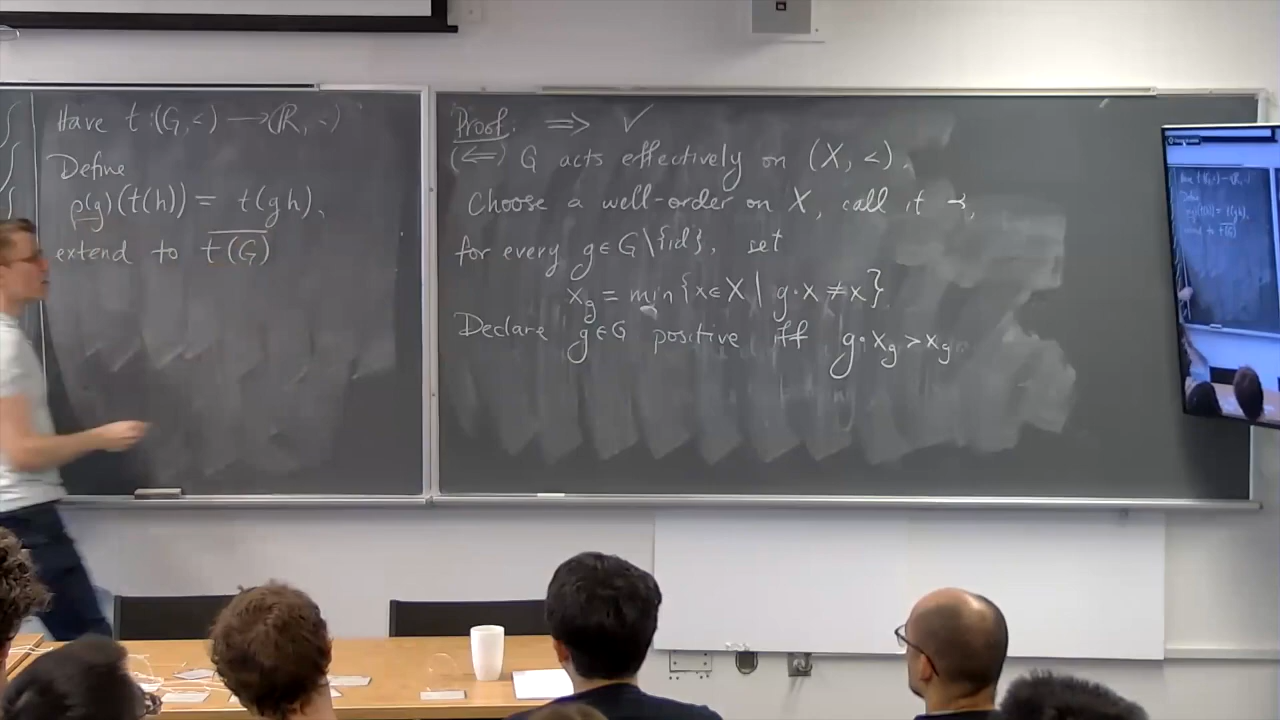 Have t : (G,<) ⟶ (ℝ,<)
Define
ρ(g)(t(h)) = t(gh),
extend to \overline{t(G)}
Proof: ⟹ ✓
(⟸) G acts effectively on (X, <).
Choose a well-order on X, call it ≺,
for every g∈G\{id}, set
x_g = min{x∈X | g·x ≠ x}.
Declare g∈G positive iff g·x_g > x_g